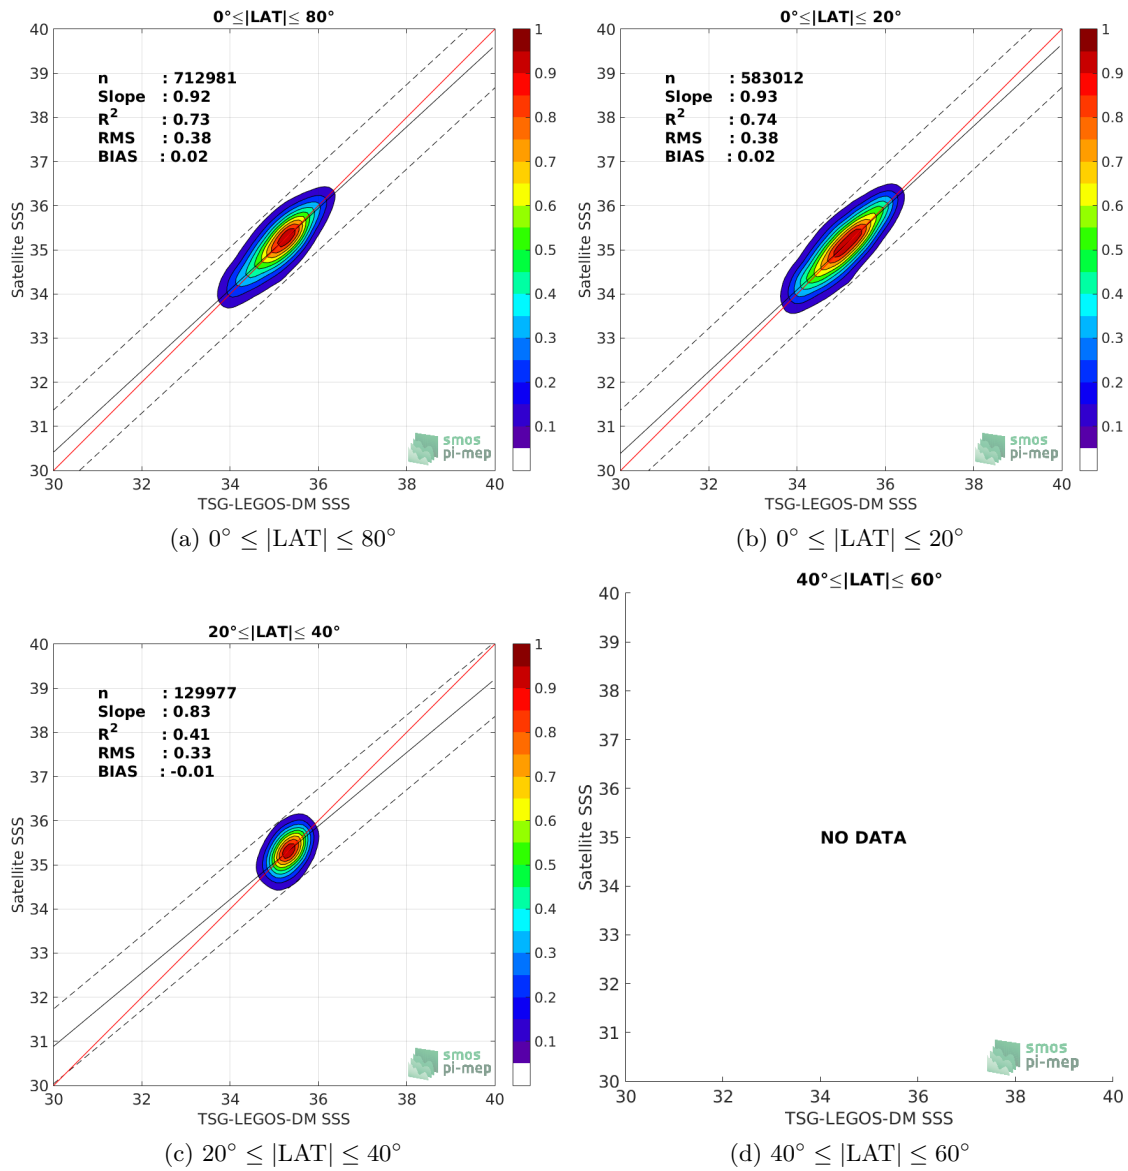 0°≤|LAT|≤ 80°
n : 712981
Slope : 0.92
R² : 0.73
RMS : 0.38
BIAS : 0.02
Satellite SSS
40
39
38
37
36
35
34
33
32
31
30
30 32 34 36 38 40
TSG-LEGOS-DM SSS
smos
pi-mep
1
0.9
0.8
0.7
0.6
0.5
0.4
0.3
0.2
0.1
(a) 0° ≤ |LAT| ≤ 80°
0°≤|LAT|≤ 20°
n : 583012
Slope : 0.93
R² : 0.74
RMS : 0.38
BIAS : 0.02
Satellite SSS
40
39
38
37
36
35
34
33
32
31
30
30 32 34 36 38 40
TSG-LEGOS-DM SSS
smos
pi-mep
1
0.9
0.8
0.7
0.6
0.5
0.4
0.3
0.2
0.1
(b) 0° ≤ |LAT| ≤ 20°
20°≤|LAT|≤ 40°
n : 129977
Slope : 0.83
R² : 0.41
RMS : 0.33
BIAS : -0.01
Satellite SSS
40
39
38
37
36
35
34
33
32
31
30
30 32 34 36 38 40
TSG-LEGOS-DM SSS
smos
pi-mep
1
0.9
0.8
0.7
0.6
0.5
0.4
0.3
0.2
0.1
(c) 20° ≤ |LAT| ≤ 40°
40°≤|LAT|≤ 60°
NO DATA
Satellite SSS
40
39
38
37
36
35
34
33
32
31
30
30 32 34 36 38 40
TSG-LEGOS-DM SSS
smos
pi-mep
(d) 40° ≤ |LAT| ≤ 60°